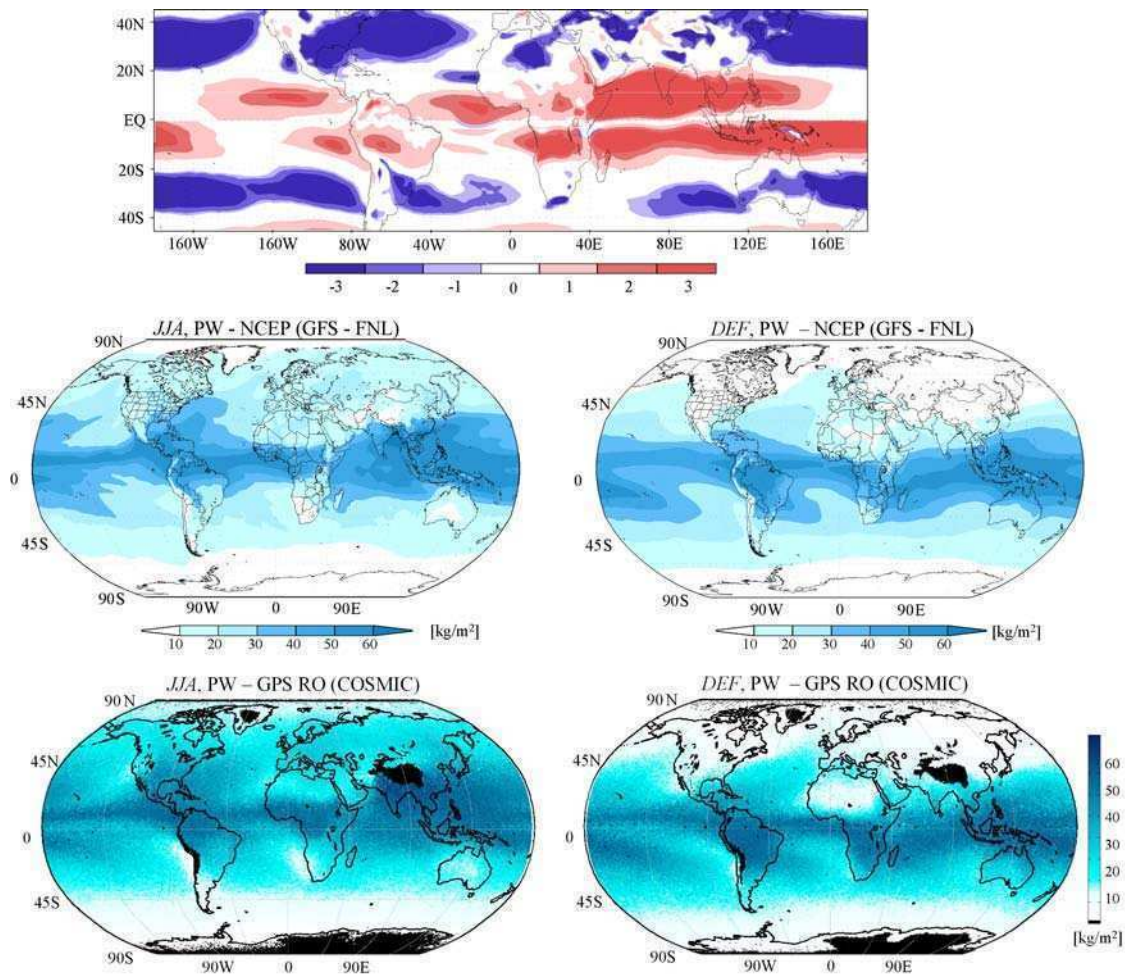 40N
20N
EQ
20S
40S
160W 160W 80W 40W 0 40E 80E 120E 160E
-3 -2 -1 0 1 2 3
JJA, PW - NCEP (GFS - FNL)
90N
45N
0
45S
90S
90W 0 90E
10 20 30 40 50 60 [kg/m²]
DEF, PW – NCEP (GFS - FNL)
90N
45N
0
45S
90S
90W 0 90E
10 20 30 40 50 60 [kg/m²]
JJA, PW – GPS RO (COSMIC)
90 N
45N
0
45S
90S
90W 0 90E
DEF, PW – GPS RO (COSMIC)
90 N
45N
0
45S
90S
90W 0 90E
60
50
40
30
20
10
[kg/m²]